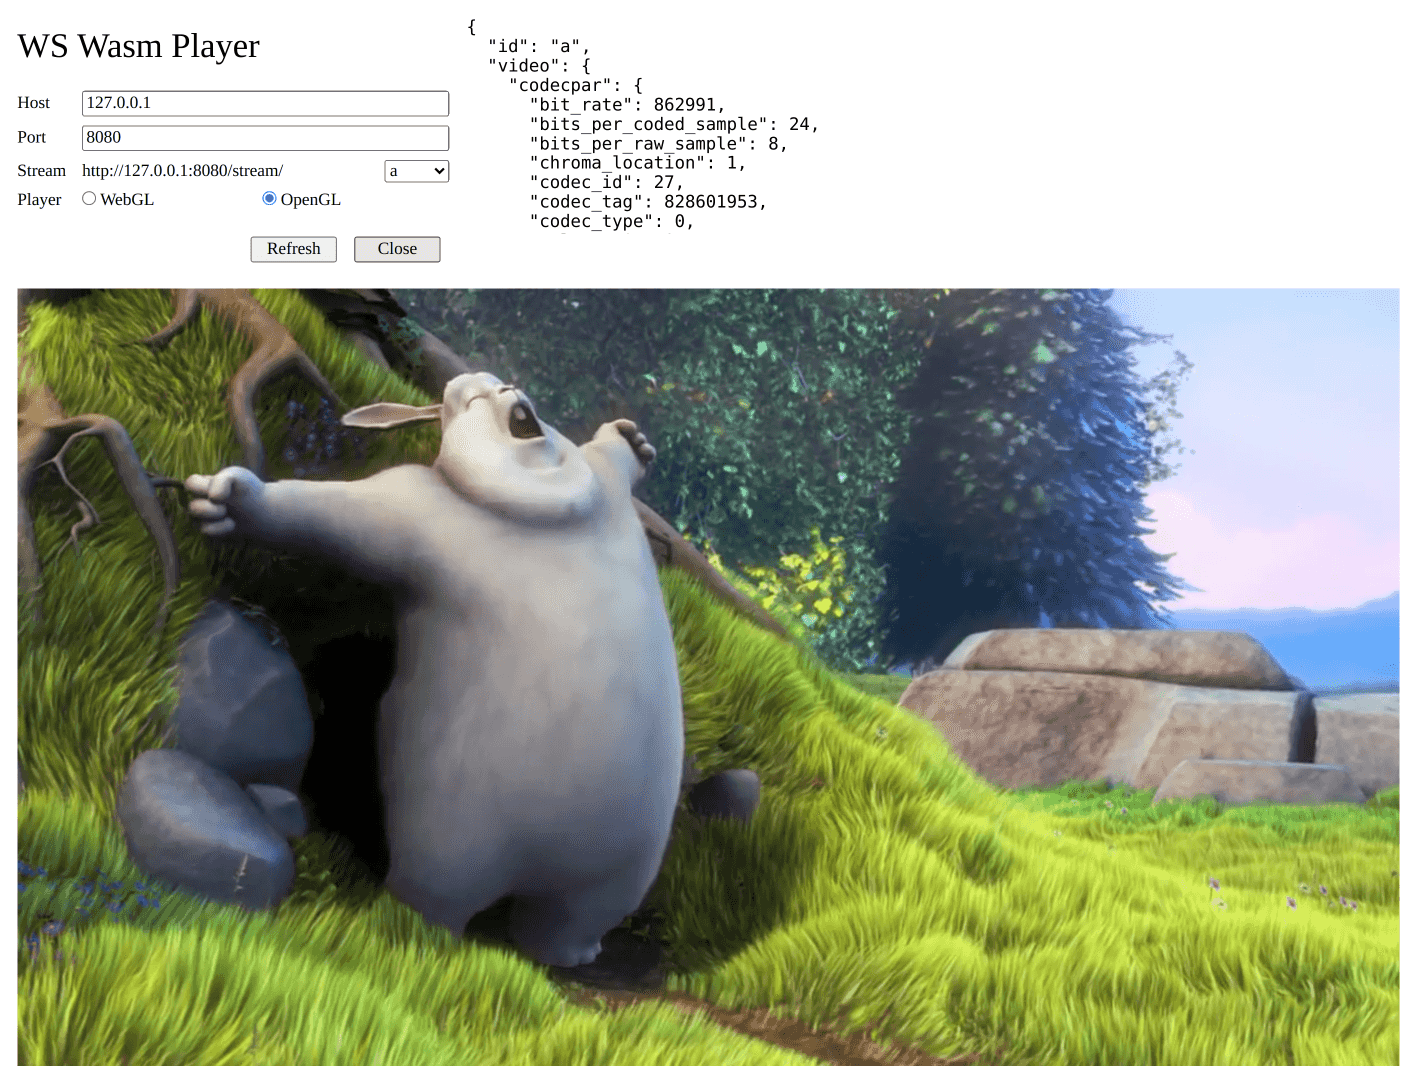 WS Wasm Player
Host 127.0.0.1
Port 8080
Stream http://127.0.0.1:8080/stream/ a
Player WebGL OpenGL
Refresh Close
{
  "id": "a",
  "video": {
    "codecpar": {
      "bit_rate": 862991,
      "bits_per_coded_sample": 24,
      "bits_per_raw_sample": 8,
      "chroma_location": 1,
      "codec_id": 27,
      "codec_tag": 828601953,
      "codec_type": 0,